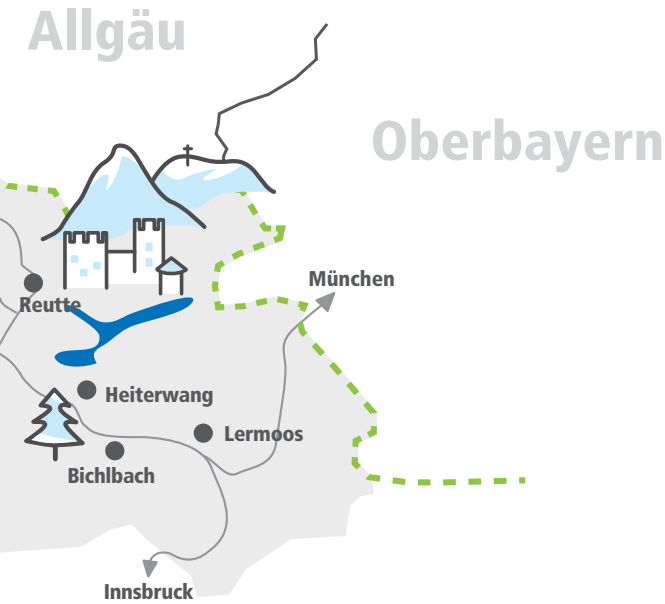 Allgäu
Oberbayern
München
Reutte
Heiterwang
Lermoos
Bichlbach
Innsbruck